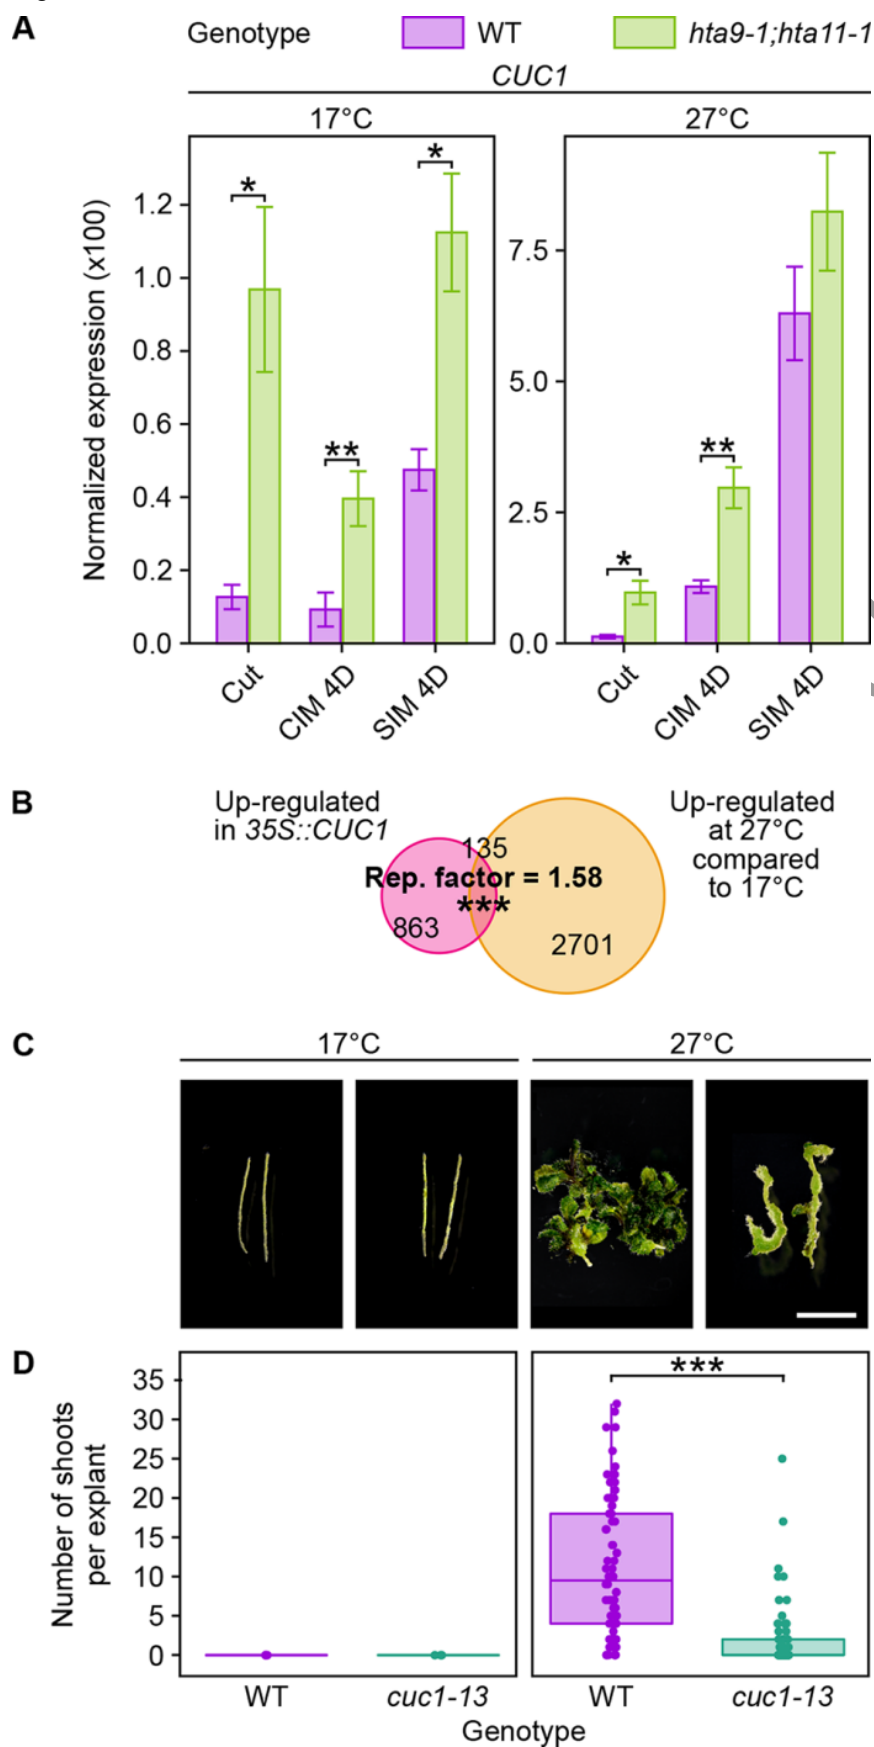 A
Genotype WT hta9-1;hta11-1
CUC1
17°C 27°C
Normalized expression (x100)
1.2
1.0
0.8
0.6
0.4
0.2
0.0
* ** *
Cut CIM 4D SIM 4D
7.5
5.0
2.5
0.0
* **
Cut CIM 4D SIM 4D
B
Up-regulated
in 35S::CUC1
135
Rep. factor = 1.58
***
863
2701
Up-regulated
at 27°C
compared
to 17°C
C
17°C 27°C
D
Number of shoots
per explant
35
30
25
20
15
10
5
0
***
WT cuc1-13 WT cuc1-13
Genotype